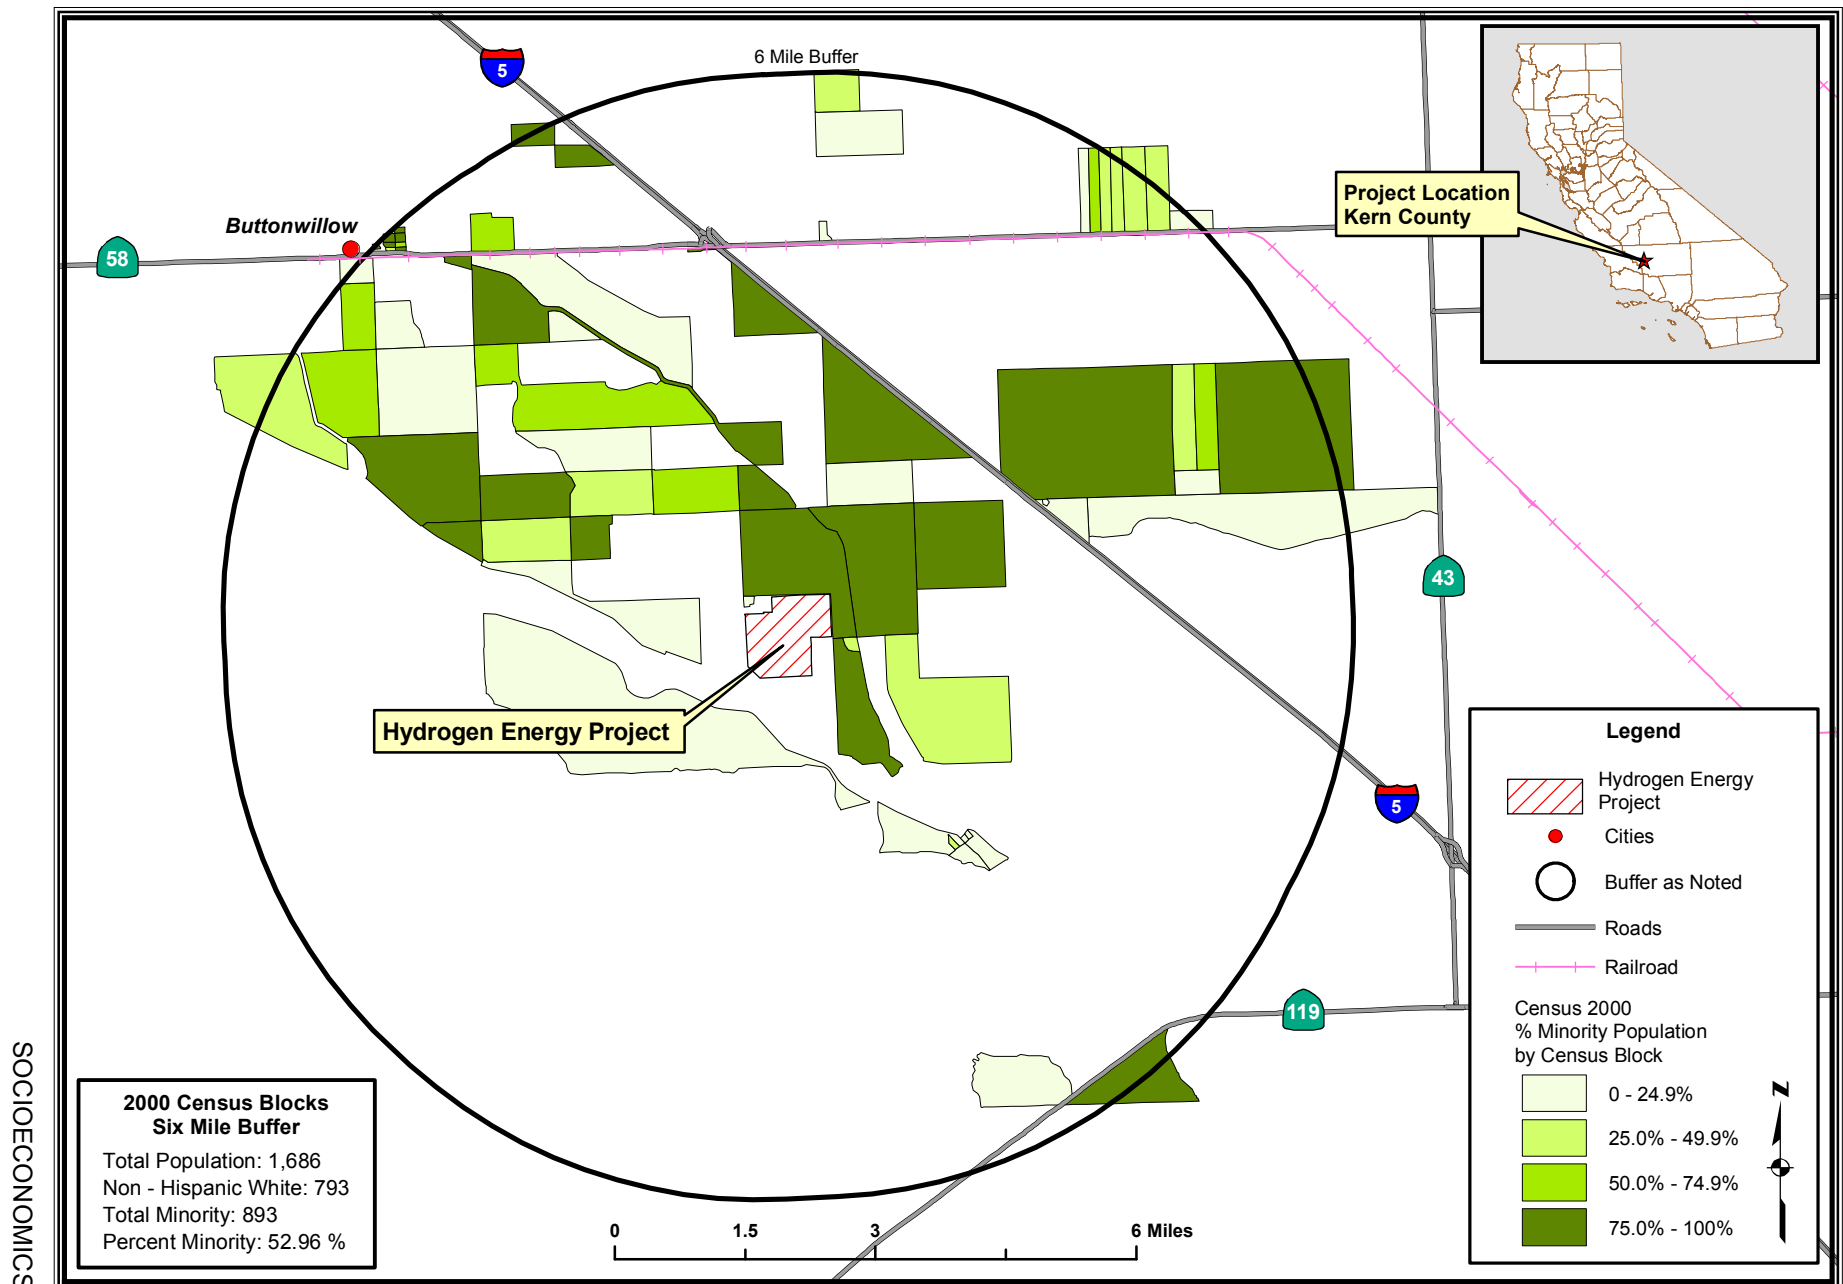 6 Mile Buffer
5
Buttonwillow
58
Project Location
Kern County
43
Hydrogen Energy Project
5
119
Legend
Hydrogen Energy
Project
Cities
Buffer as Noted
Roads
Railroad
Census 2000
% Minority Population
by Census Block
0 - 24.9%
25.0% - 49.9%
50.0% - 74.9%
75.0% - 100%
N
2000 Census Blocks
Six Mile Buffer
Total Population: 1,686
Non - Hispanic White: 793
Total Minority: 893
Percent Minority: 52.96 %
0 1.5 3 6 Miles
SOCIOECONOMICS